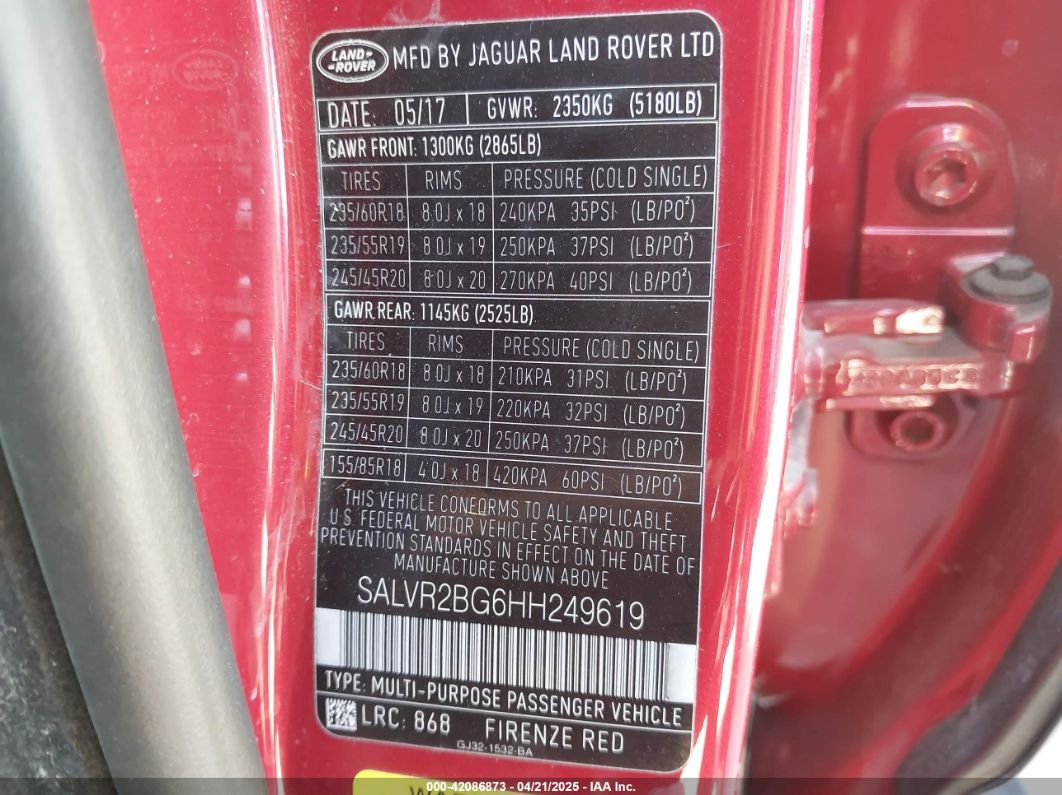 LAND-
-ROVER
MFD BY JAGUAR LAND ROVER LTD
DATE: 05/17 GVWR: 2350KG (5180LB)
GAWR FRONT: 1300KG (2865LB)
TIRES RIMS PRESSURE (COLD SINGLE)
235/60R18 8.0J x 18 240KPA 35PSI (LB/PO²)
235/55R19 8.0J x 19 250KPA 37PSI (LB/PO²)
245/45R20 8.0J x 20 270KPA 40PSI (LB/PO²)
GAWR REAR: 1145KG (2525LB)
TIRES RIMS PRESSURE (COLD SINGLE)
235/60R18 8.0J x 18 210KPA 31PSI (LB/PO²)
235/55R19 8.0J x 19 220KPA 32PSI (LB/PO²)
245/45R20 8.0J x 20 250KPA 37PSI (LB/PO²)
155/85R18 4.0J x 18 420KPA 60PSI (LB/PO²)
THIS VEHICLE CONFORMS TO ALL APPLICABLE
U.S. FEDERAL MOTOR VEHICLE SAFETY AND THEFT
PREVENTION STANDARDS IN EFFECT ON THE DATE OF
MANUFACTURE SHOWN ABOVE
SALVR2BG6HH249619
TYPE: MULTI-PURPOSE PASSENGER VEHICLE
LRC: 868 FIRENZE RED
GJ32-1532-BA
000-42086873 - 04/21/2025 - IAA Inc.